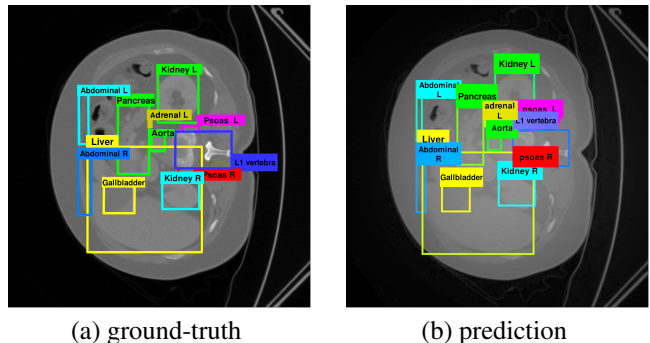 Kidney L
Abdominal L
Pancreas
Adrenal L
Psoas L
Aorta
Liver
Abdominal R
L1 vertebra
Psoas R
Gallbladder
Kidney R
Kidney L
Abdominal
L
Pancreas
adrenal
L
psoas L
L1 vertebra
Aorta
Liver
Abdominal
R
psoas R
Gallbladder
Kidney R
(a) ground-truth
(b) prediction